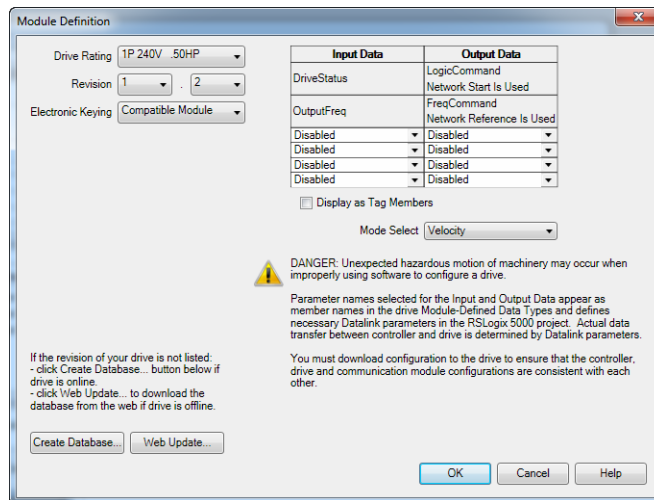 Module Definition
Drive Rating 1P 240V .50HP
Revision 1 . 2
Electronic Keying Compatible Module
Input Data Output Data
DriveStatus
LogicCommand
Network Start Is Used
OutputFreq
FreqCommand
Network Reference Is Used
Disabled Disabled
Disabled Disabled
Disabled Disabled
Disabled Disabled
Display as Tag Members
Mode Select Velocity
DANGER: Unexpected hazardous motion of machinery may occur when
improperly using software to configure a drive.
Parameter names selected for the Input and Output Data appear as
member names in the drive Module-Defined Data Types and defines
necessary Datalink parameters in the RSLogix 5000 project. Actual data
transfer between controller and drive is determined by Datalink parameters.
You must download configuration to the drive to ensure that the controller,
drive and communication module configurations are consistent with each
other.
If the revision of your drive is not listed:
- click Create Database... button below if
drive is online.
- click Web Update... to download the
database from the web if drive is offline.
Create Database... Web Update...
OK Cancel Help